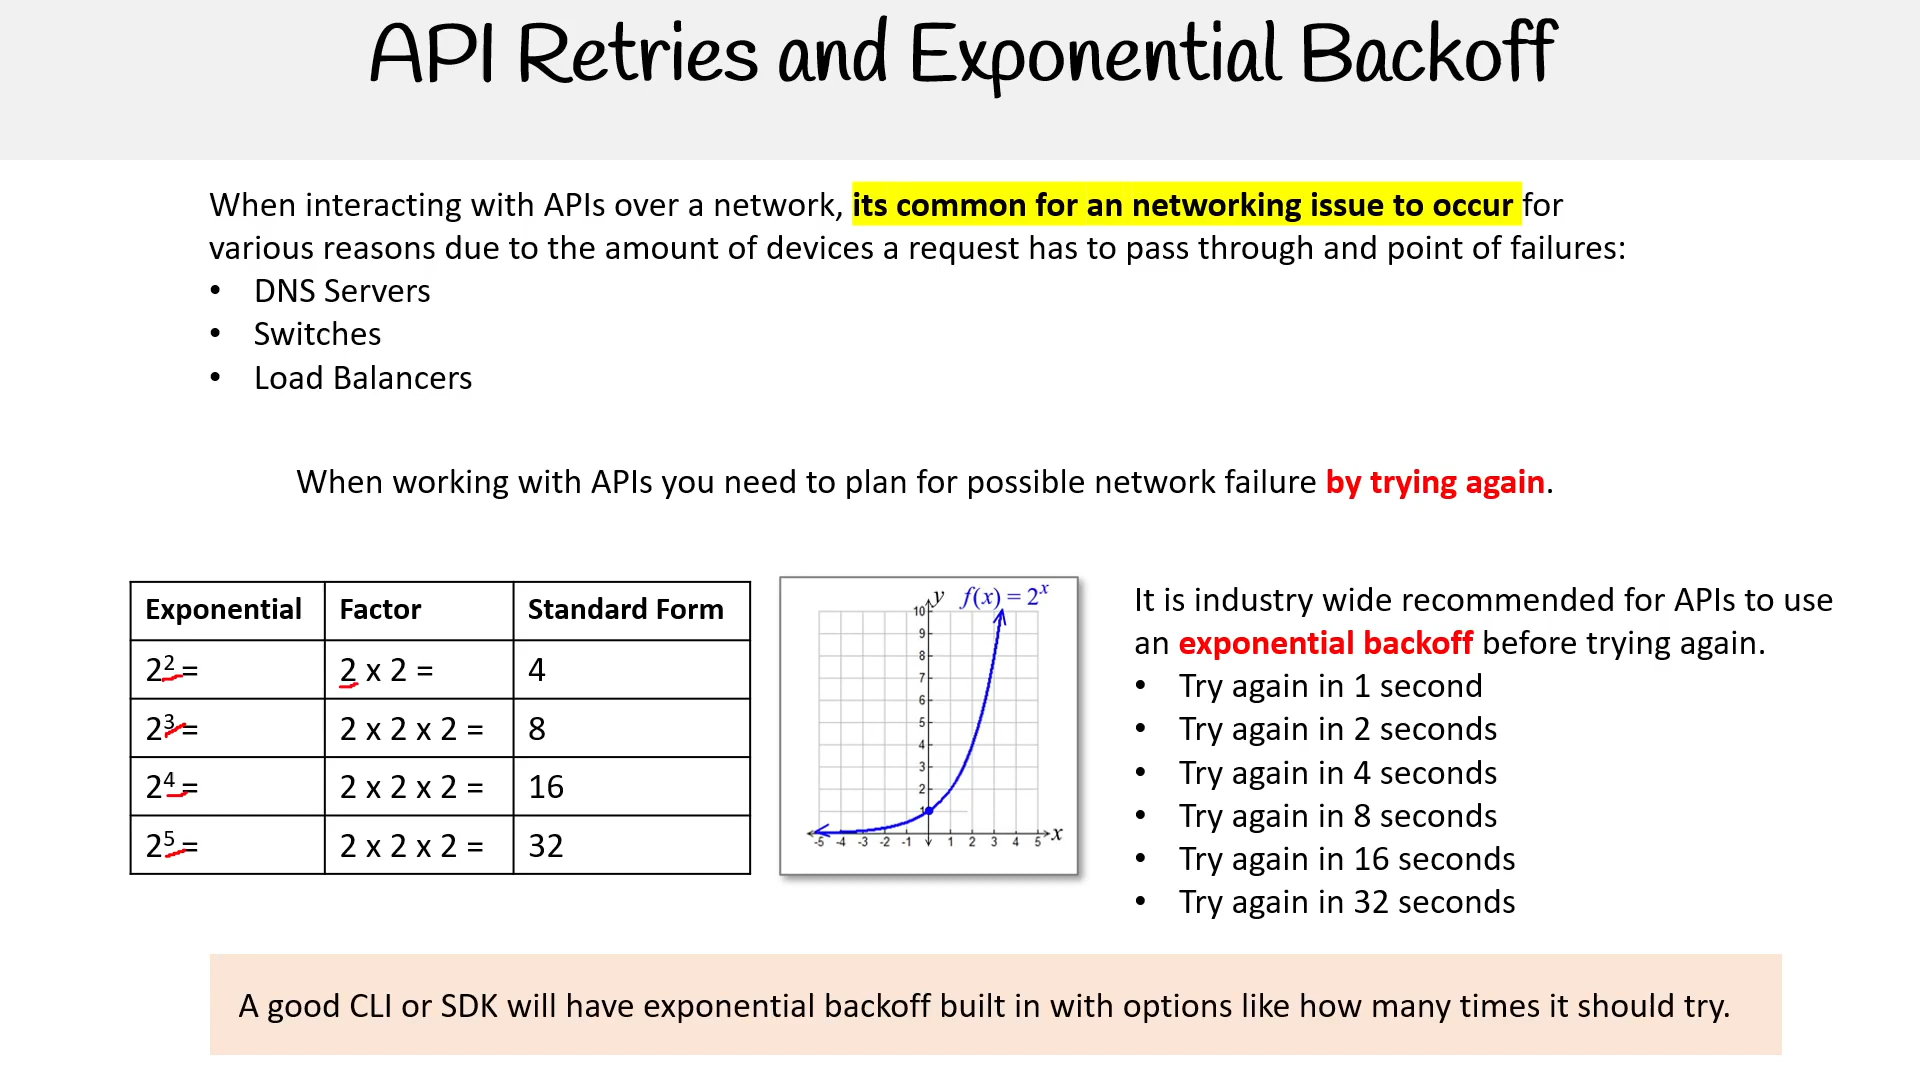 API Retries and Exponential Backoff
When interacting with APIs over a network, its common for an networking issue to occur for
various reasons due to the amount of devices a request has to pass through and point of failures:
• DNS Servers
• Switches
• Load Balancers
When working with APIs you need to plan for possible network failure by trying again.
Exponential Factor Standard Form
2² = 2 x 2 = 4
2³ = 2 x 2 x 2 = 8
2⁴ = 2 x 2 x 2 = 16
2⁵ = 2 x 2 x 2 = 32
y f(x) = 2ˣ
10
9
8
7
6
5
4
3
2
1
-5 -4 -3 -2 -1 1 2 3 4 5 x
It is industry wide recommended for APIs to use
an exponential backoff before trying again.
• Try again in 1 second
• Try again in 2 seconds
• Try again in 4 seconds
• Try again in 8 seconds
• Try again in 16 seconds
• Try again in 32 seconds
A good CLI or SDK will have exponential backoff built in with options like how many times it should try.